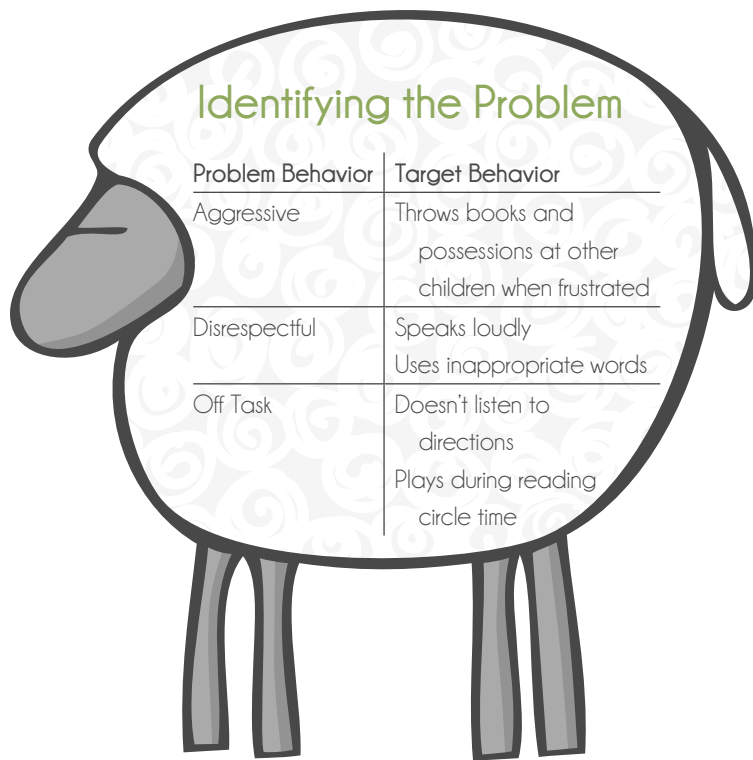 Identifying the Problem
Problem Behavior Target Behavior
Aggressive Throws books and
possessions at other
children when frustrated
Disrespectful Speaks loudly
Uses inappropriate words
Off Task Doesn't listen to
directions
Plays during reading
circle time